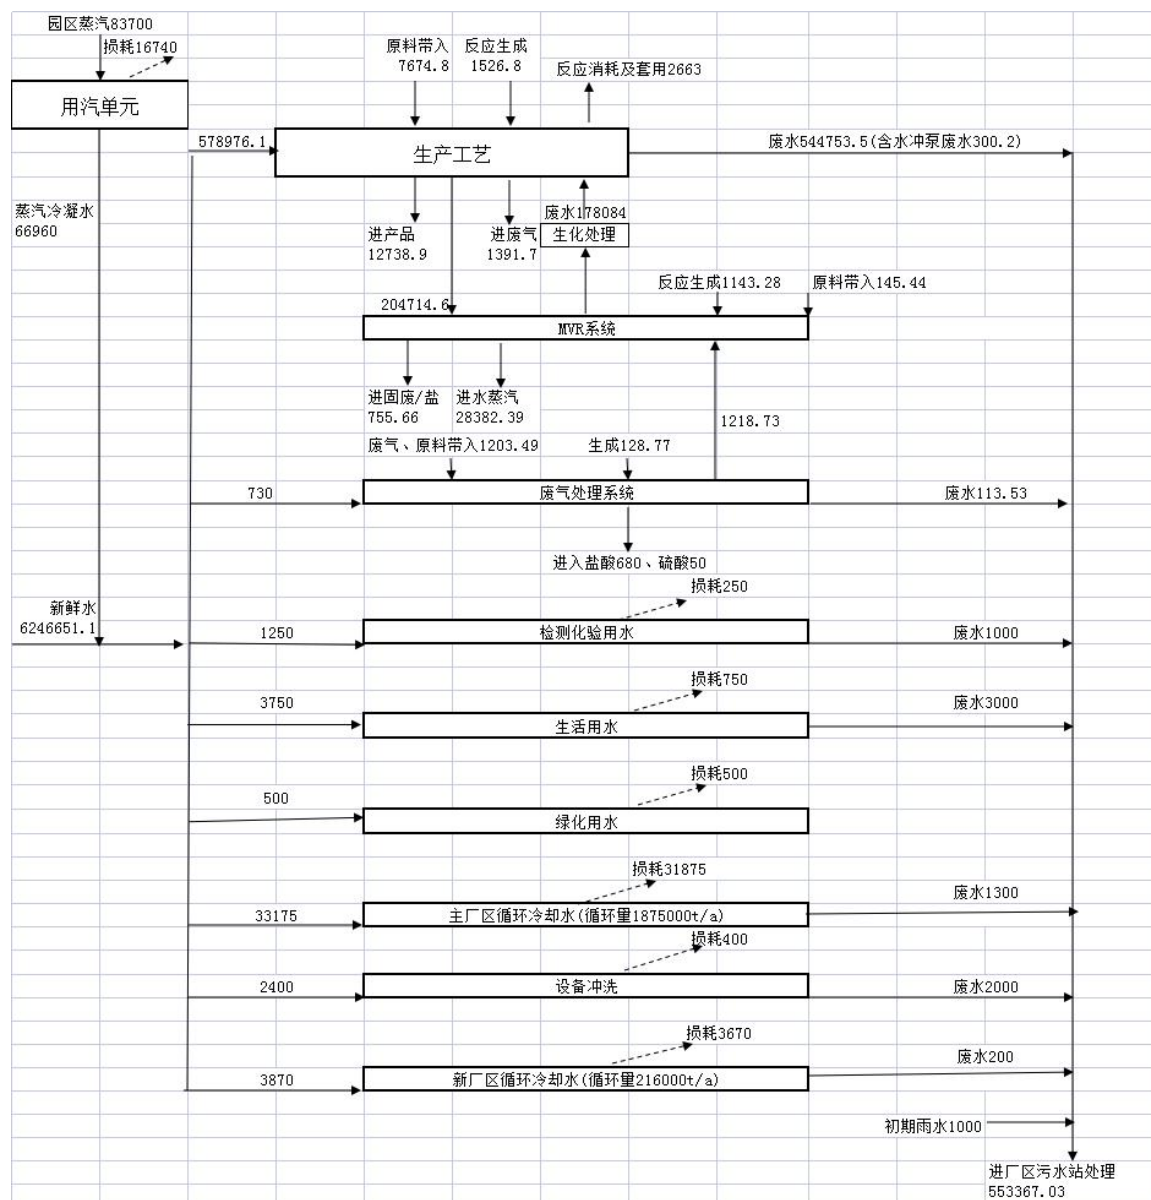 园区蒸汽83700
损耗16740
用汽单元
原料带入
7674.8
反应生成
1526.8
反应消耗及套用2663
578976.1
生产工艺
废水544753.5(含水冲泵废水300.2)
蒸汽冷凝水
66960
进产品
12738.9
进废气
1391.7
废水178084
生化处理
204714.6
反应生成1143.28
原料带入145.44
MVR系统
进固废/盐
755.66
进水蒸汽
28382.39
1218.73
废气、原料带入1203.49
生成128.77
730
废气处理系统
废水113.53
进入盐酸680、硫酸50
新鲜水
6246651.1
损耗250
1250
检测化验用水
废水1000
损耗750
3750
生活用水
废水3000
损耗500
500
绿化用水
损耗31875
33175
主厂区循环冷却水(循环量1875000t/a)
废水1300
损耗400
2400
设备冲洗
废水2000
损耗3670
3870
新厂区循环冷却水(循环量216000t/a)
废水200
初期雨水1000
进厂区污水站处理
553367.03